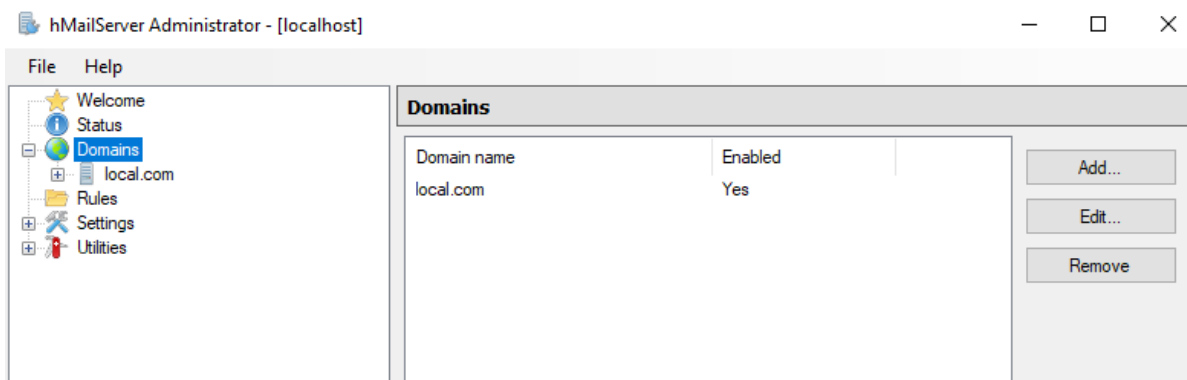 hMailServer Administrator - [localhost]
File Help
Welcome
Status
Domains
local.com
Rules
Settings
Utilities
Domains
Domain name Enabled
local.com Yes
Add...
Edit...
Remove